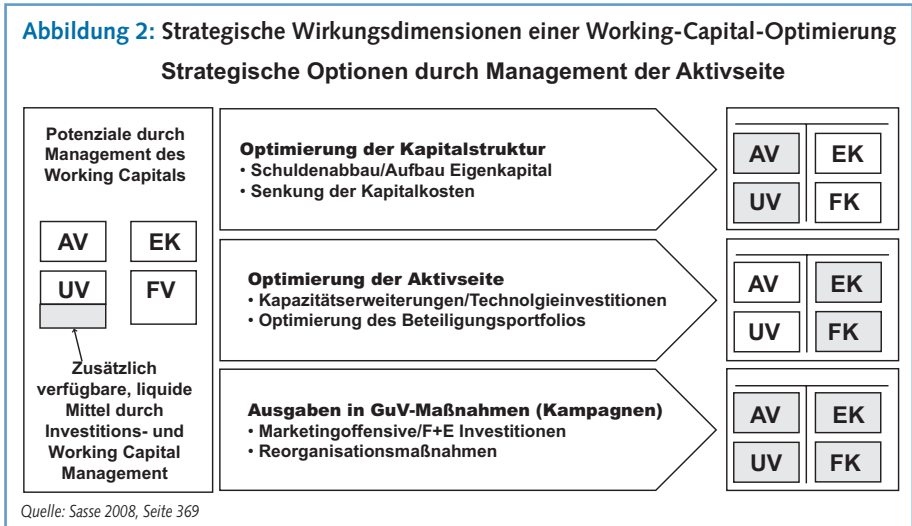 Abbildung 2: Strategische Wirkungsdimensionen einer Working-Capital-Optimierung
Strategische Optionen durch Management der Aktivseite
Potenziale durch
Management des
Working Capitals
AV EK
UV FV
Zusätzlich
verfügbare, liquide
Mittel durch
Investitions- und
Working Capital
Management
Optimierung der Kapitalstruktur
• Schuldenabbau/Aufbau Eigenkapital
• Senkung der Kapitalkosten
AV EK
UV FK
Optimierung der Aktivseite
• Kapazitätserweiterungen/Technolgieinvestitionen
• Optimierung des Beteiligungsportfolios
AV EK
UV FK
Ausgaben in GuV-Maßnahmen (Kampagnen)
• Marketingoffensive/F+E Investitionen
• Reorganisationsmaßnahmen
AV EK
UV FK
Quelle: Sasse 2008, Seite 369